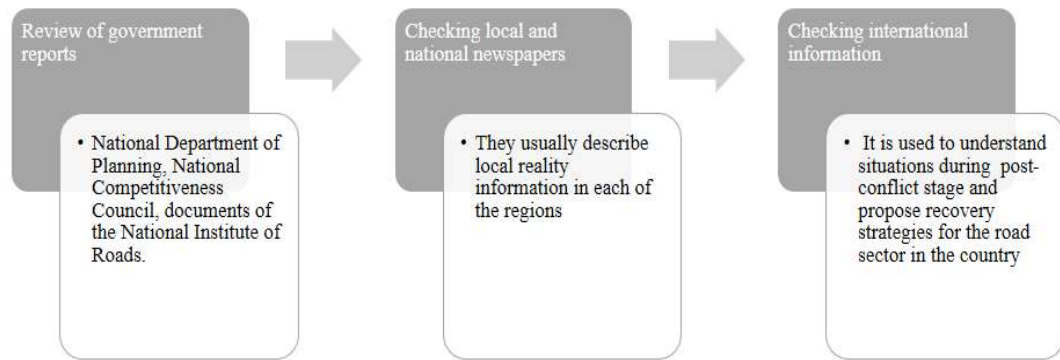 Review of government
reports
• National Department of
Planning, National
Competitiveness
Council, documents of
the National Institute of
Roads.
Checking local and
national newspapers
• They usually describe
local reality
information in each of
the regions
Checking international
information
• It is used to understand
situations during post-
conflict stage and
propose recovery
strategies for the road
sector in the country